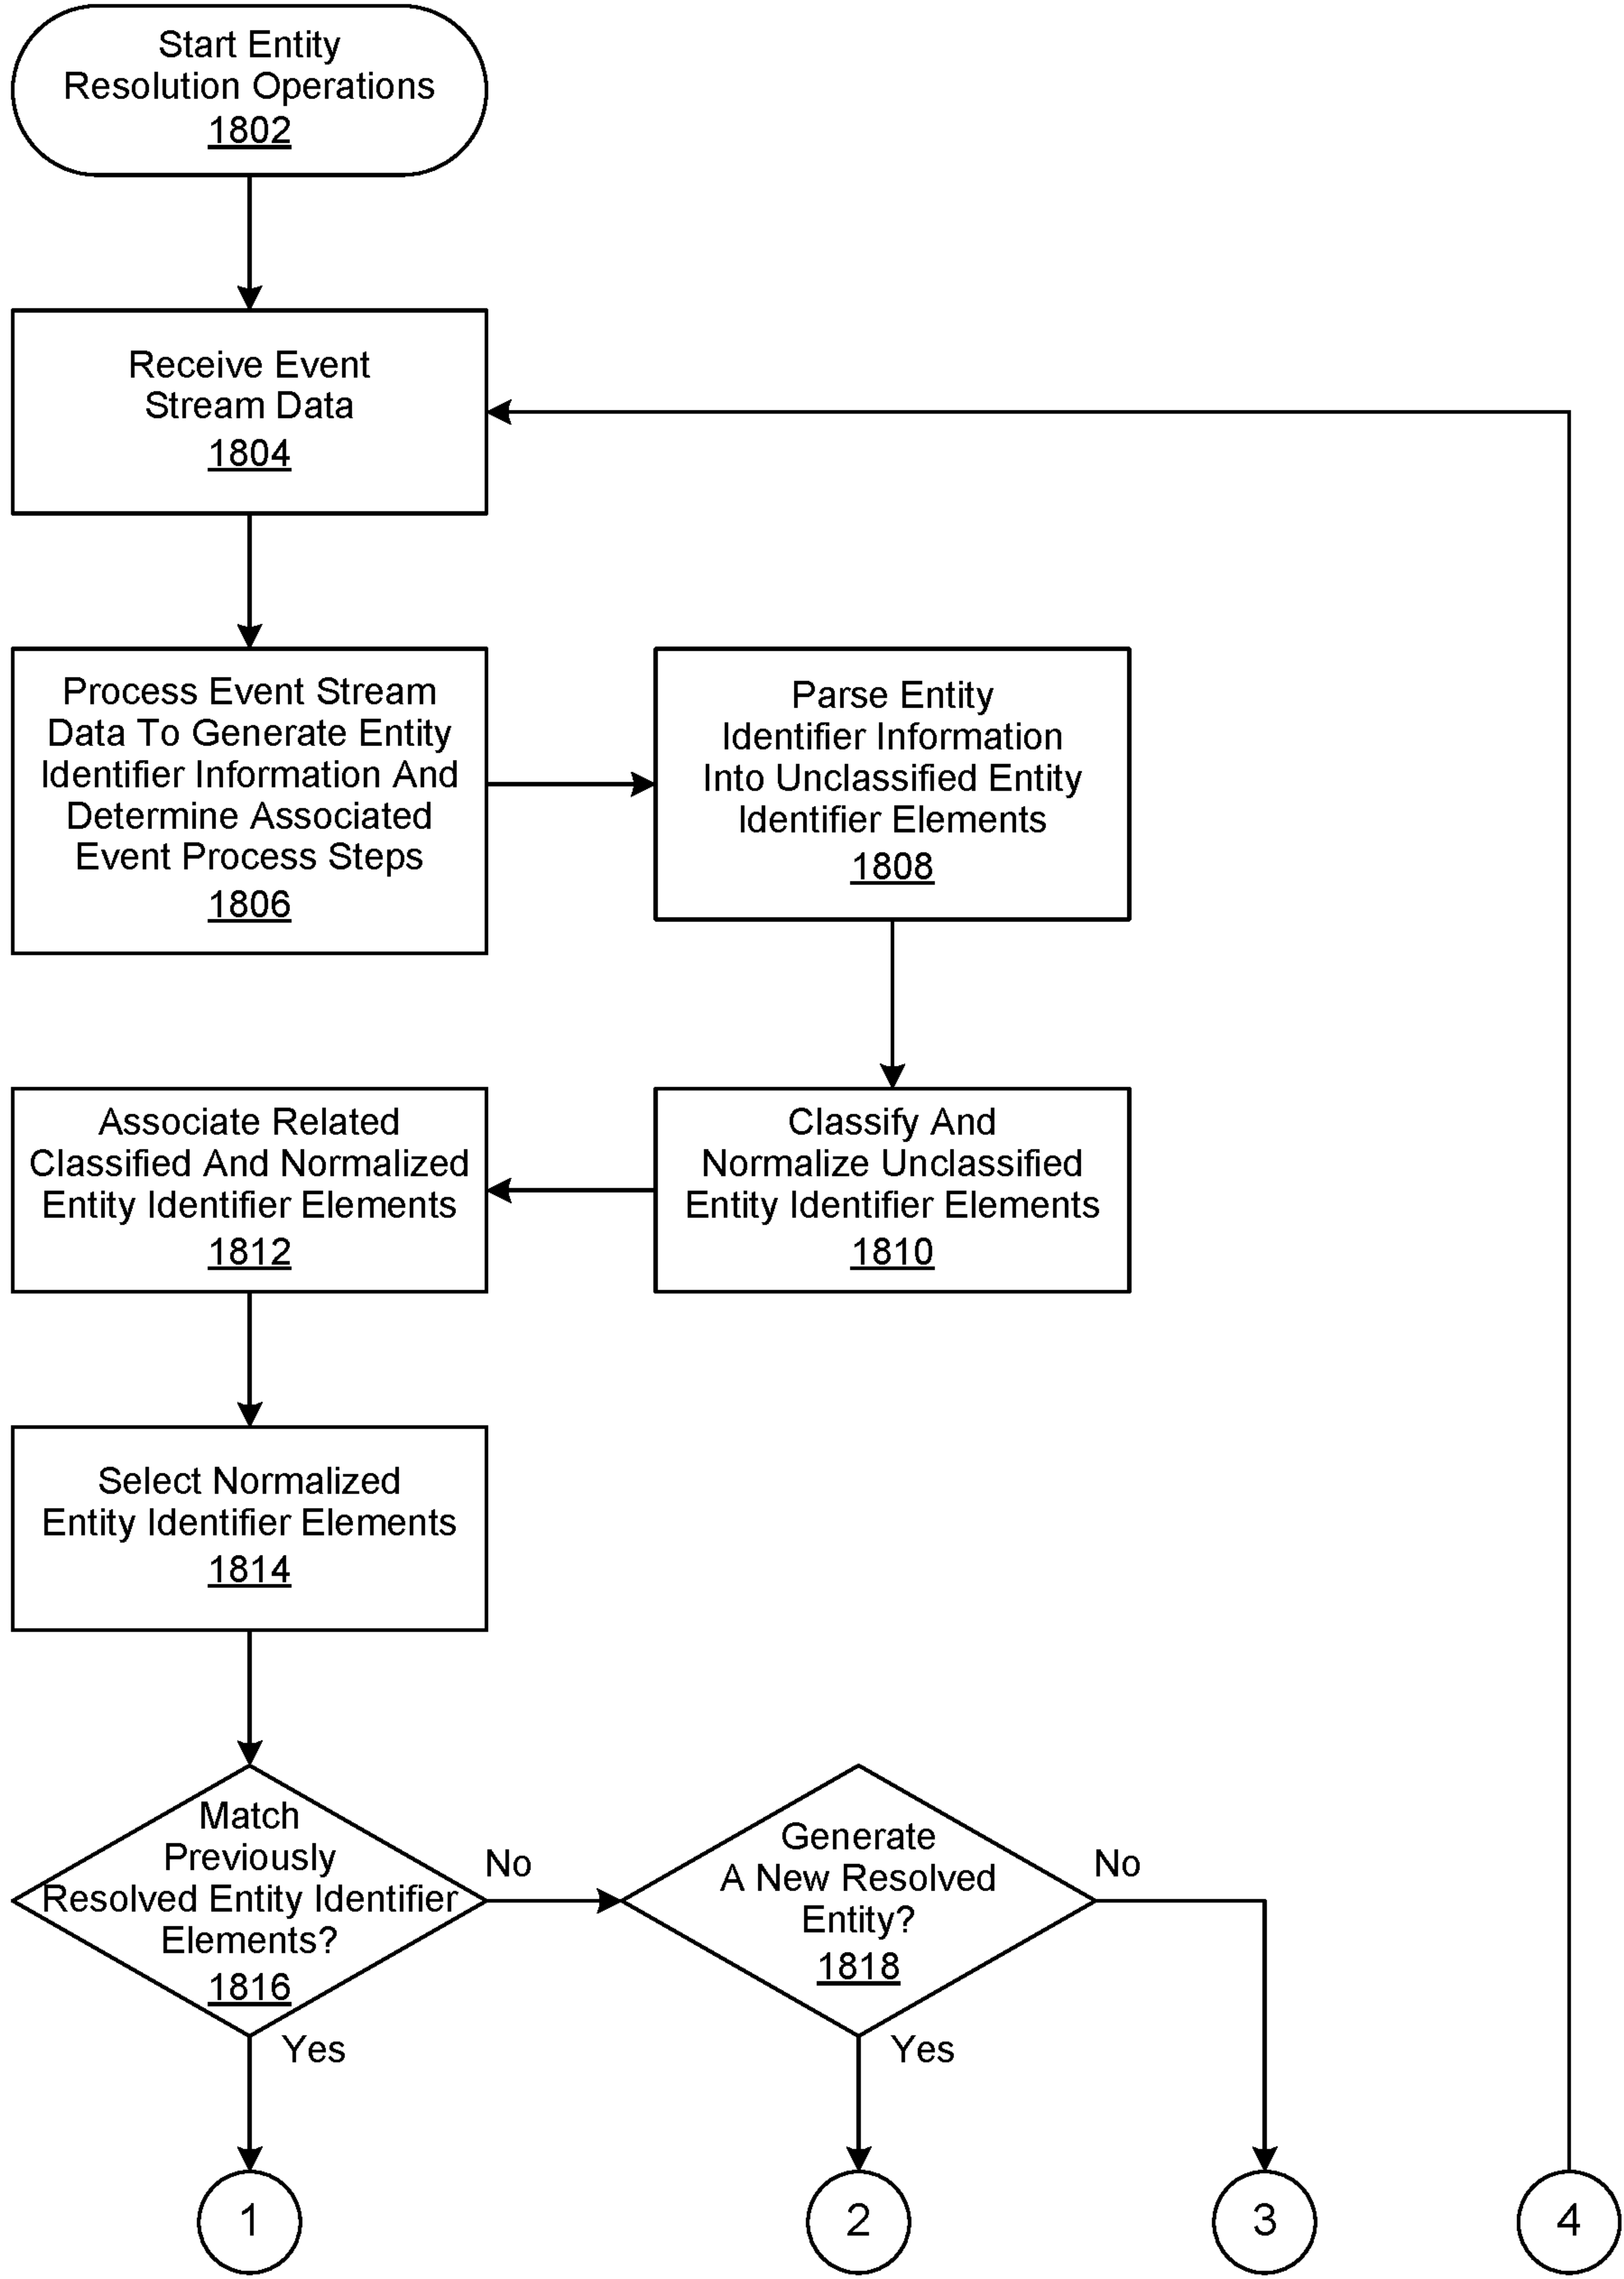 Start Entity
Resolution Operations
1802
Receive Event
Stream Data
1804
Process Event Stream
Data To Generate Entity
Identifier Information And
Determine Associated
Event Process Steps
1806
Parse Entity
Identifier Information
Into Unclassified Entity
Identifier Elements
1808
Classify And
Normalize Unclassified
Entity Identifier Elements
1810
Associate Related
Classified And Normalized
Entity Identifier Elements
1812
Select Normalized
Entity Identifier Elements
1814
Match
Previously
Resolved Entity Identifier
Elements?
1816
No
Yes
Generate
A New Resolved
Entity?
1818
No
Yes
1
2
3
4